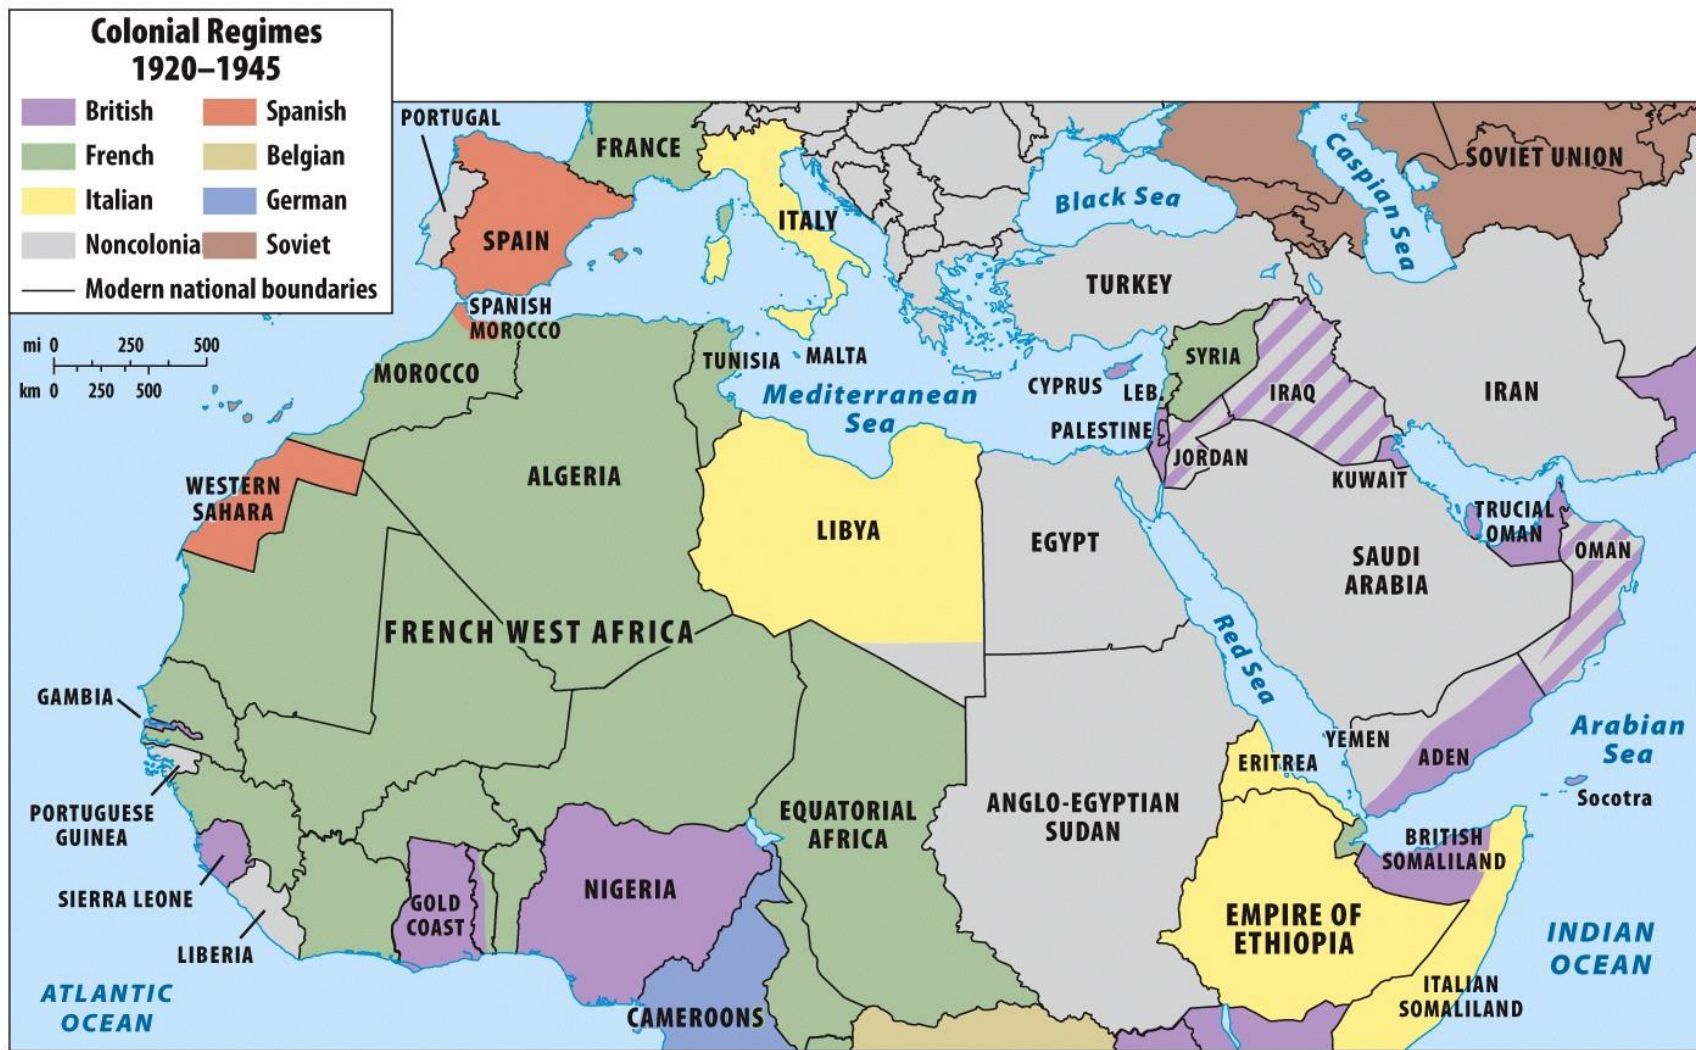 Colonial Regimes
1920–1945
British
Spanish
French
Belgian
Italian
German
Noncolonia
Soviet
Modern national boundaries
mi 0 250 500
km 0 250 500
PORTUGAL
FRANCE
SPAIN
ITALY
Black Sea
Caspian Sea
SOVIET UNION
TURKEY
SPANISH
MOROCCO
MOROCCO
TUNISIA
MALTA
Mediterranean
Sea
CYPRUS
LEB.
SYRIA
IRAQ
IRAN
PALESTINE
JORDAN
KUWAIT
WESTERN
SAHARA
ALGERIA
LIBYA
EGYPT
SAUDI
ARABIA
TRUCIAL
OMAN
OMAN
FRENCH WEST AFRICA
Red Sea
GAMBIA
PORTUGUESE
GUINEA
SIERRA LEONE
LIBERIA
GOLD
COAST
NIGERIA
CAMEROONS
EQUATORIAL
AFRICA
ANGLO-EGYPTIAN
SUDAN
ERITREA
YEMEN
ADEN
Arabian
Sea
Socotra
BRITISH
SOMALILAND
EMPIRE OF
ETHIOPIA
ITALIAN
SOMALILAND
INDIAN
OCEAN
ATLANTIC
OCEAN